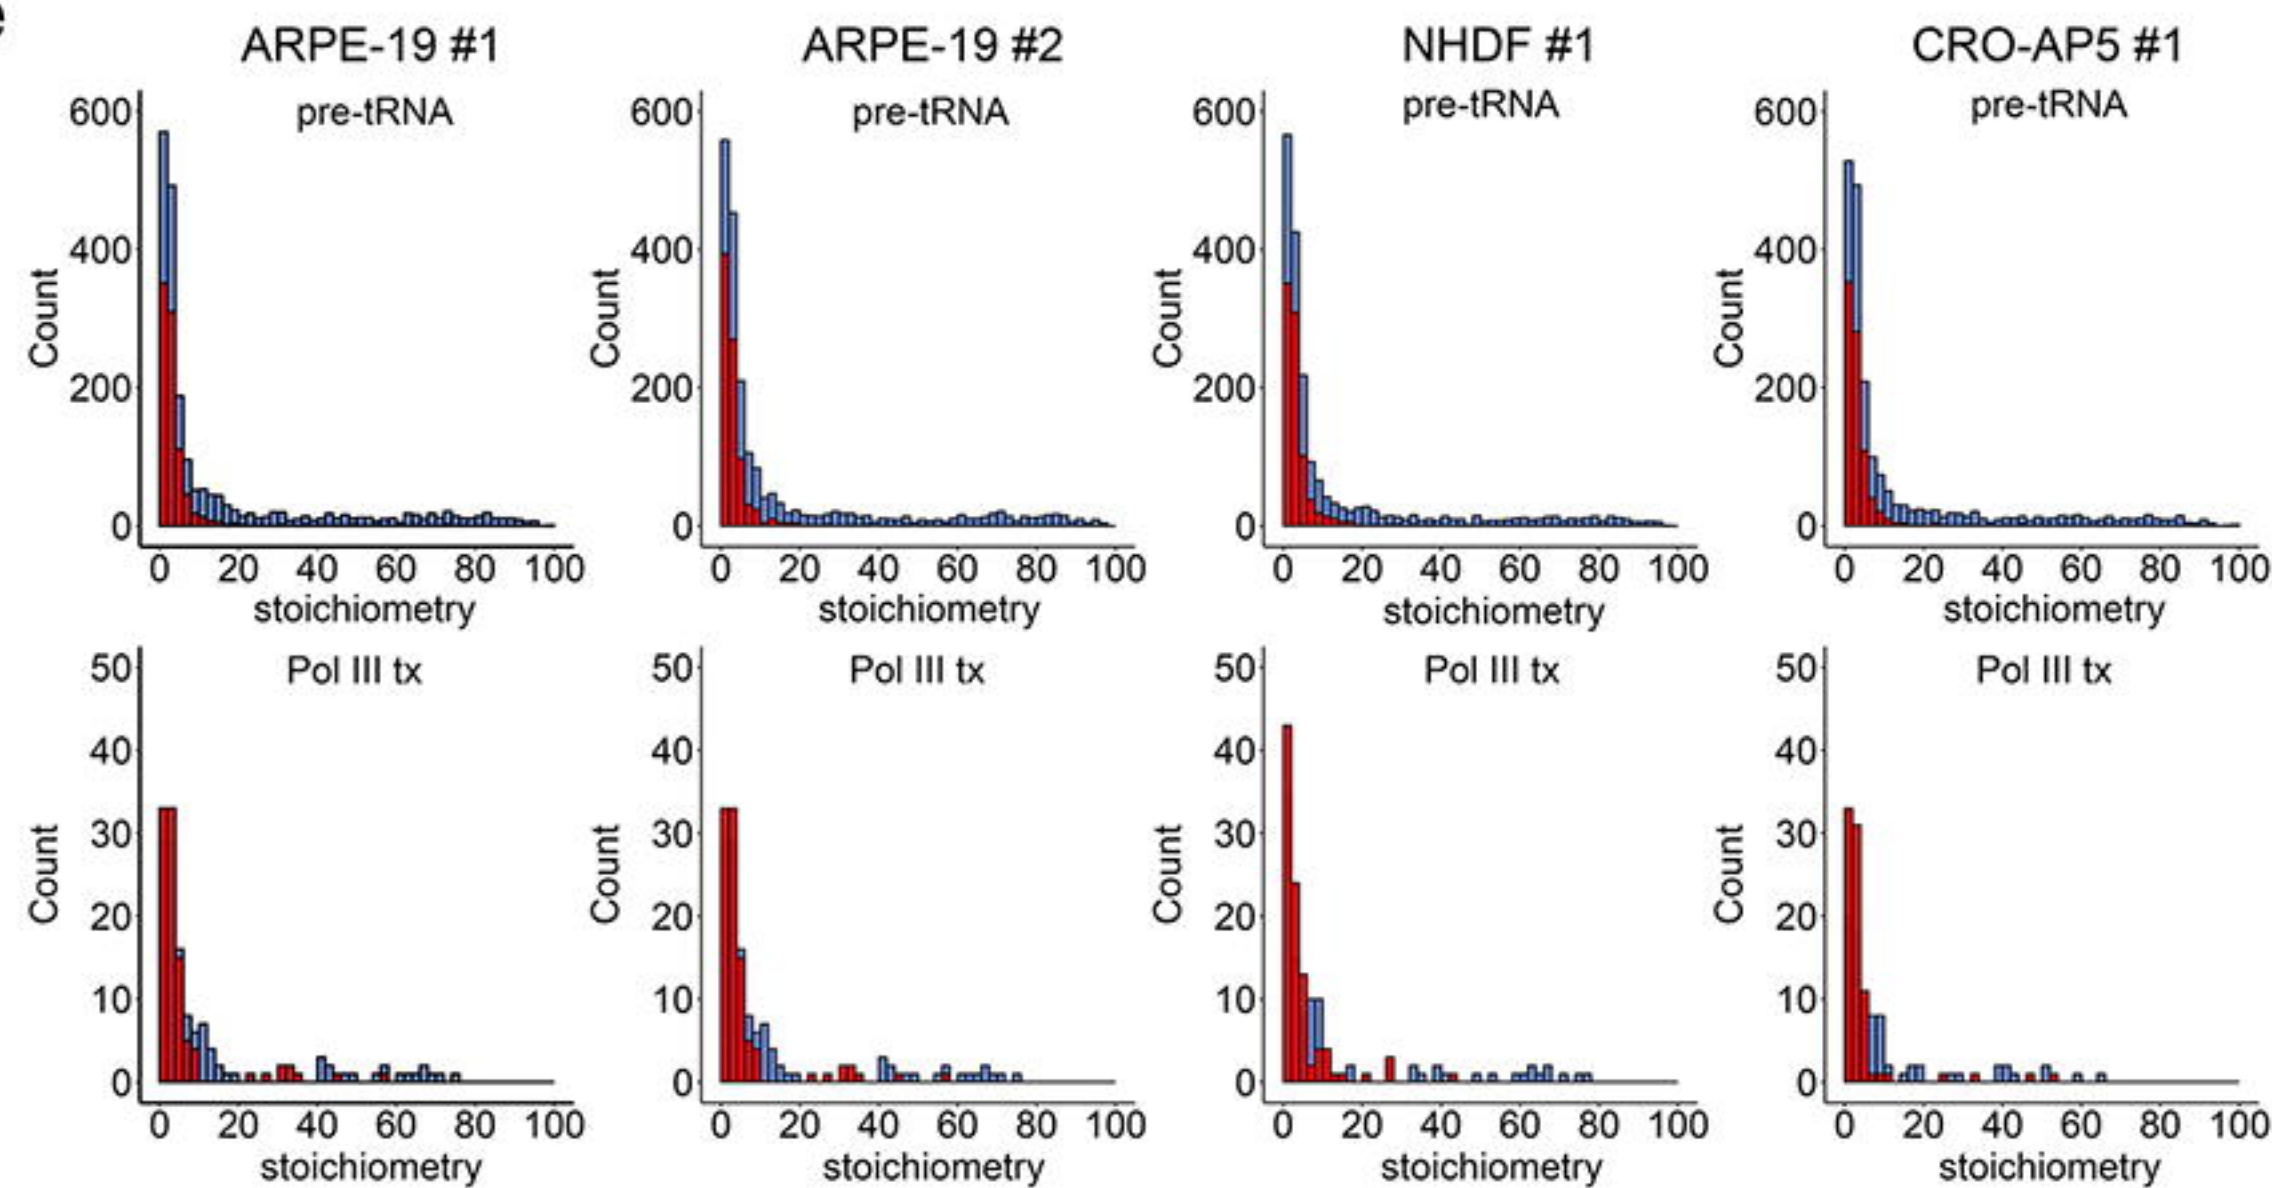 ARPE-19 #1 ARPE-19 #2 NHDF #1 CRO-AP5 #1
pre-tRNA pre-tRNA pre-tRNA pre-tRNA
600 600 600 600
400 400 400 400
200 200 200 200
0 0 0 0
Count Count Count Count
0 20 40 60 80 100 0 20 40 60 80 100 0 20 40 60 80 100 0 20 40 60 80 100
stoichiometry stoichiometry stoichiometry stoichiometry
Pol III tx Pol III tx Pol III tx Pol III tx
50 50 50 50
40 40 40 40
30 30 30 30
20 20 20 20
10 10 10 10
0 0 0 0
Count Count Count Count
0 20 40 60 80 100 0 20 40 60 80 100 0 20 40 60 80 100 0 20 40 60 80 100
stoichiometry stoichiometry stoichiometry stoichiometry